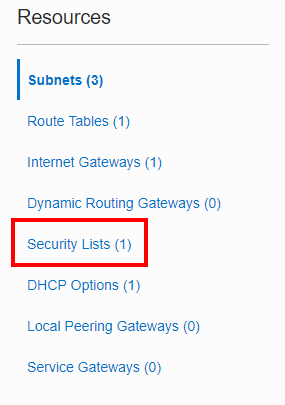 Resources
Subnets (3)
Route Tables (1)
Internet Gateways (1)
Dynamic Routing Gateways (0)
Security Lists (1)
DHCP Options (1)
Local Peering Gateways (0)
Service Gateways (0)